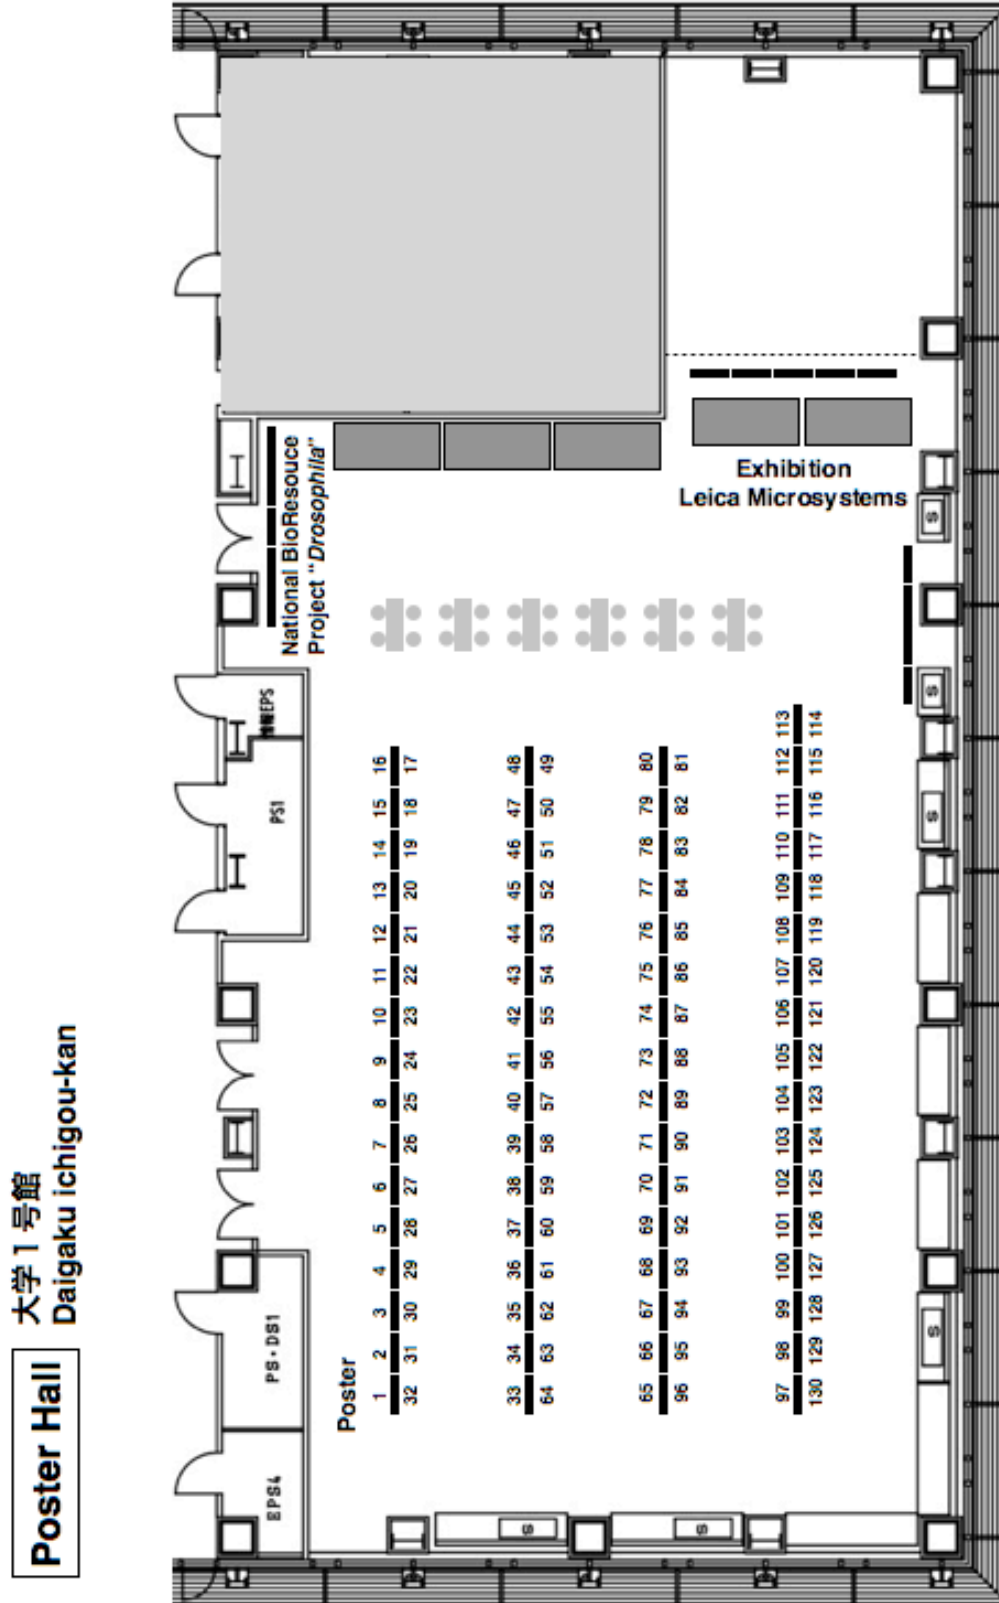 Poster Hall
大学1号館
Daigaku ichigou-kan
EPS4
PS・DS1
PS1
EPS
National BioResouce
Project "Drosophila"
Exhibition
Leica Microsystems
Poster
1 2 3 4 5 6 7 8 9 10 11 12 13 14 15 16
32 31 30 29 28 27 26 25 24 23 22 21 20 19 18 17
33 34 35 36 37 38 39 40 41 42 43 44 45 46 47 48
64 63 62 61 60 59 58 57 56 55 54 53 52 51 50 49
65 66 67 68 69 70 71 72 73 74 75 76 77 78 79 80
96 95 94 93 92 91 90 89 88 87 86 85 84 83 82 81
97 98 99 100 101 102 103 104 105 106 107 108 109 110 111 112 113
130 129 128 127 126 125 124 123 122 121 120 119 118 117 116 115 114
S
S
S
S
S
S